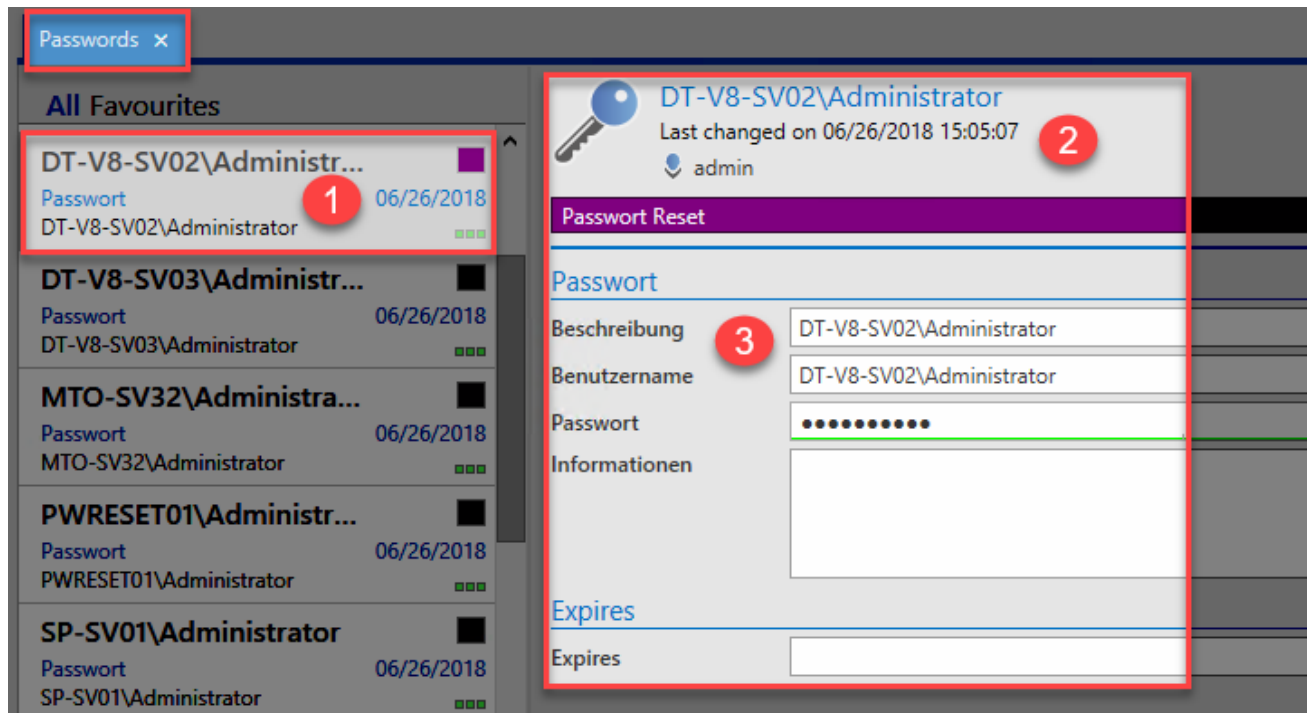 Passwords ×
All Favourites
DT-V8-SV02\Administr...
Passwort 06/26/2018
DT-V8-SV02\Administrator
1
DT-V8-SV03\Administr...
Passwort 06/26/2018
DT-V8-SV03\Administrator
MTO-SV32\Administra...
Passwort 06/26/2018
MTO-SV32\Administrator
PWRESET01\Administr...
Passwort 06/26/2018
PWRESET01\Administrator
SP-SV01\Administrator
Passwort 06/26/2018
SP-SV01\Administrator
DT-V8-SV02\Administrator
Last changed on 06/26/2018 15:05:07
2
admin
Passwort Reset
Passwort
Beschreibung DT-V8-SV02\Administrator
3
Benutzername DT-V8-SV02\Administrator
Passwort ●●●●●●●●●●
Informationen
Expires
Expires